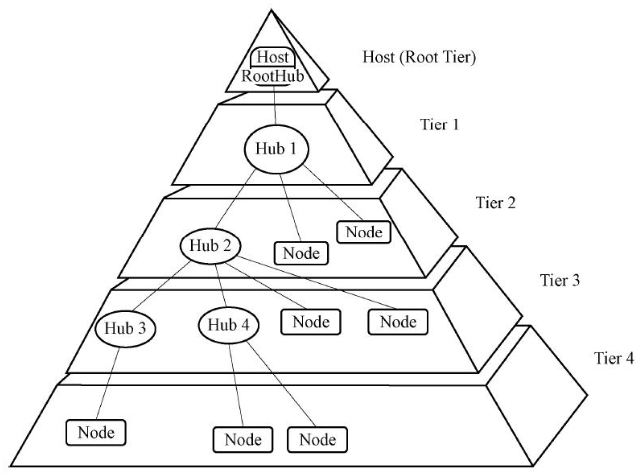 Host
RootHub
Host (Root Tier)
Tier 1
Hub 1
Tier 2
Node
Hub 2
Node
Tier 3
Hub 3
Hub 4
Node
Node
Tier 4
Node
Node
Node